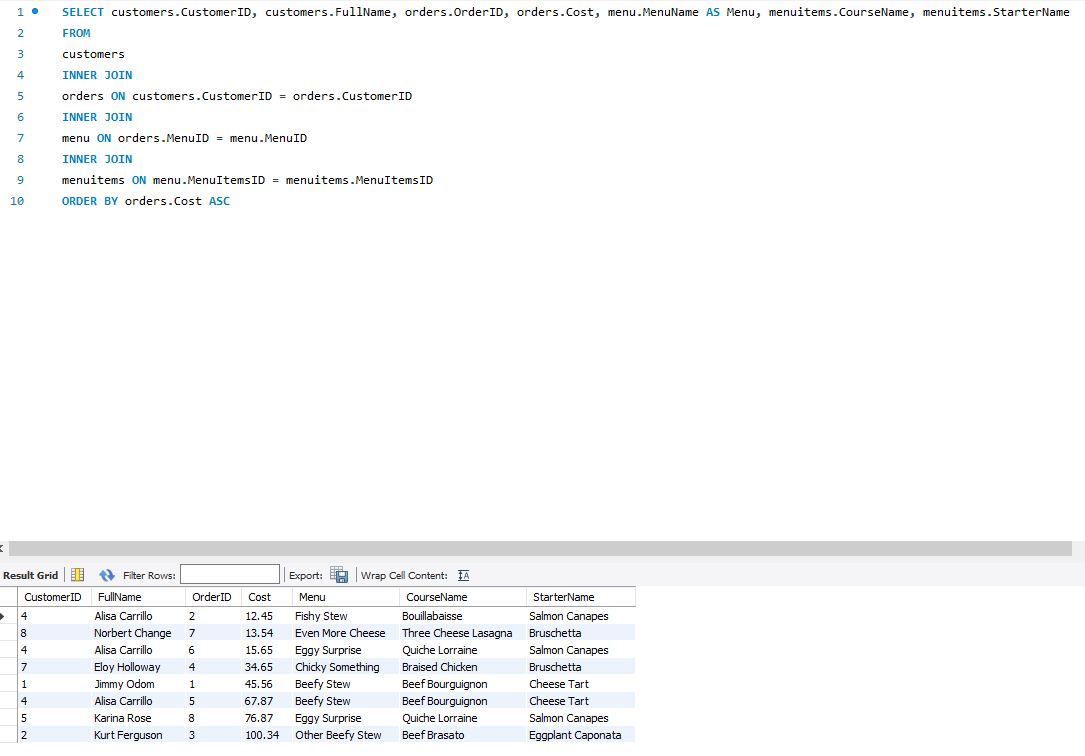 1 SELECT customers.CustomerID, customers.FullName, orders.OrderID, orders.Cost, menu.MenuName AS Menu, menuitems.CourseName, menuitems.StarterName
2 FROM
3 customers
4 INNER JOIN
5 orders ON customers.CustomerID = orders.CustomerID
6 INNER JOIN
7 menu ON orders.MenuID = menu.MenuID
8 INNER JOIN
9 menuitems ON menu.MenuItemsID = menuitems.MenuItemsID
10 ORDER BY orders.Cost ASC
Result Grid Filter Rows: Export: Wrap Cell Content: IA
CustomerID FullName OrderID Cost Menu CourseName StarterName
4 Alisa Carrillo 2 12.45 Fishy Stew Bouillabaisse Salmon Canapes
8 Norbert Change 7 13.54 Even More Cheese Three Cheese Lasagna Bruschetta
4 Alisa Carrillo 6 15.65 Eggy Surprise Quiche Lorraine Salmon Canapes
7 Eloy Holloway 4 34.65 Chicky Something Braised Chicken Bruschetta
1 Jimmy Odom 1 45.56 Beefy Stew Beef Bourguignon Cheese Tart
4 Alisa Carrillo 5 67.87 Beefy Stew Beef Bourguignon Cheese Tart
5 Karina Rose 8 76.87 Eggy Surprise Quiche Lorraine Salmon Canapes
2 Kurt Ferguson 3 100.34 Other Beefy Stew Beef Brasato Eggplant Caponata